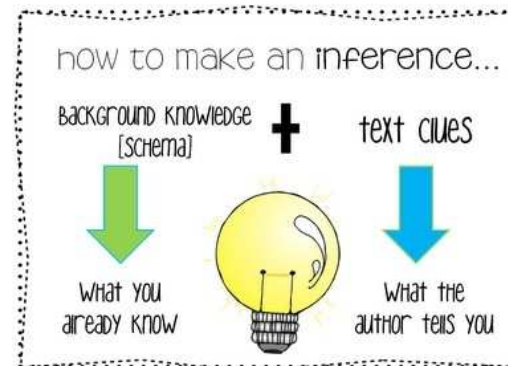 how to make an inference...
Background Knowledge
[schema]
+
text clues
What you
already know
What the
author tells you